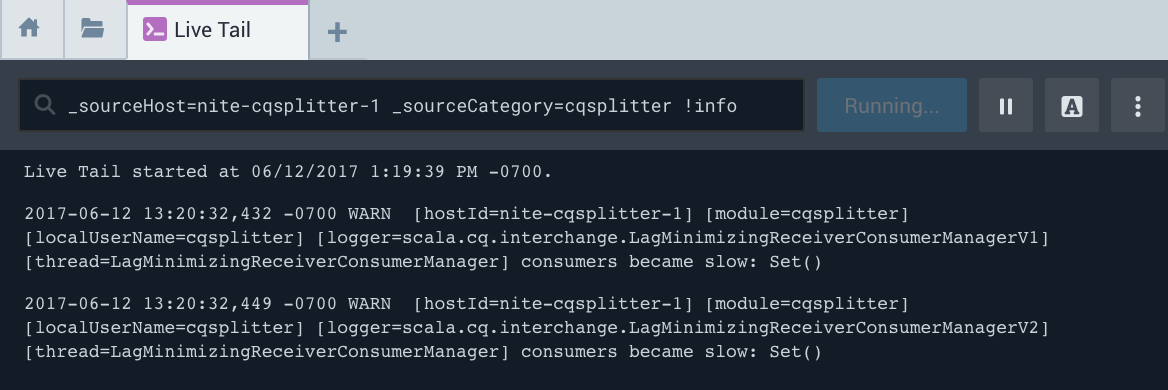 Live Tail
_sourceHost=nite-cqsplitter-1 _sourceCategory=cqsplitter !info
Running...
A
Live Tail started at 06/12/2017 1:19:39 PM -0700.
2017-06-12 13:20:32,432 -0700 WARN  [hostId=nite-cqsplitter-1] [module=cqsplitter]
[localUserName=cqsplitter] [logger=scala.cq.interchange.LagMinimizingReceiverConsumerManagerV1]
[thread=LagMinimizingReceiverConsumerManager] consumers became slow: Set()
2017-06-12 13:20:32,449 -0700 WARN  [hostId=nite-cqsplitter-1] [module=cqsplitter]
[localUserName=cqsplitter] [logger=scala.cq.interchange.LagMinimizingReceiverConsumerManagerV2]
[thread=LagMinimizingReceiverConsumerManager] consumers became slow: Set()